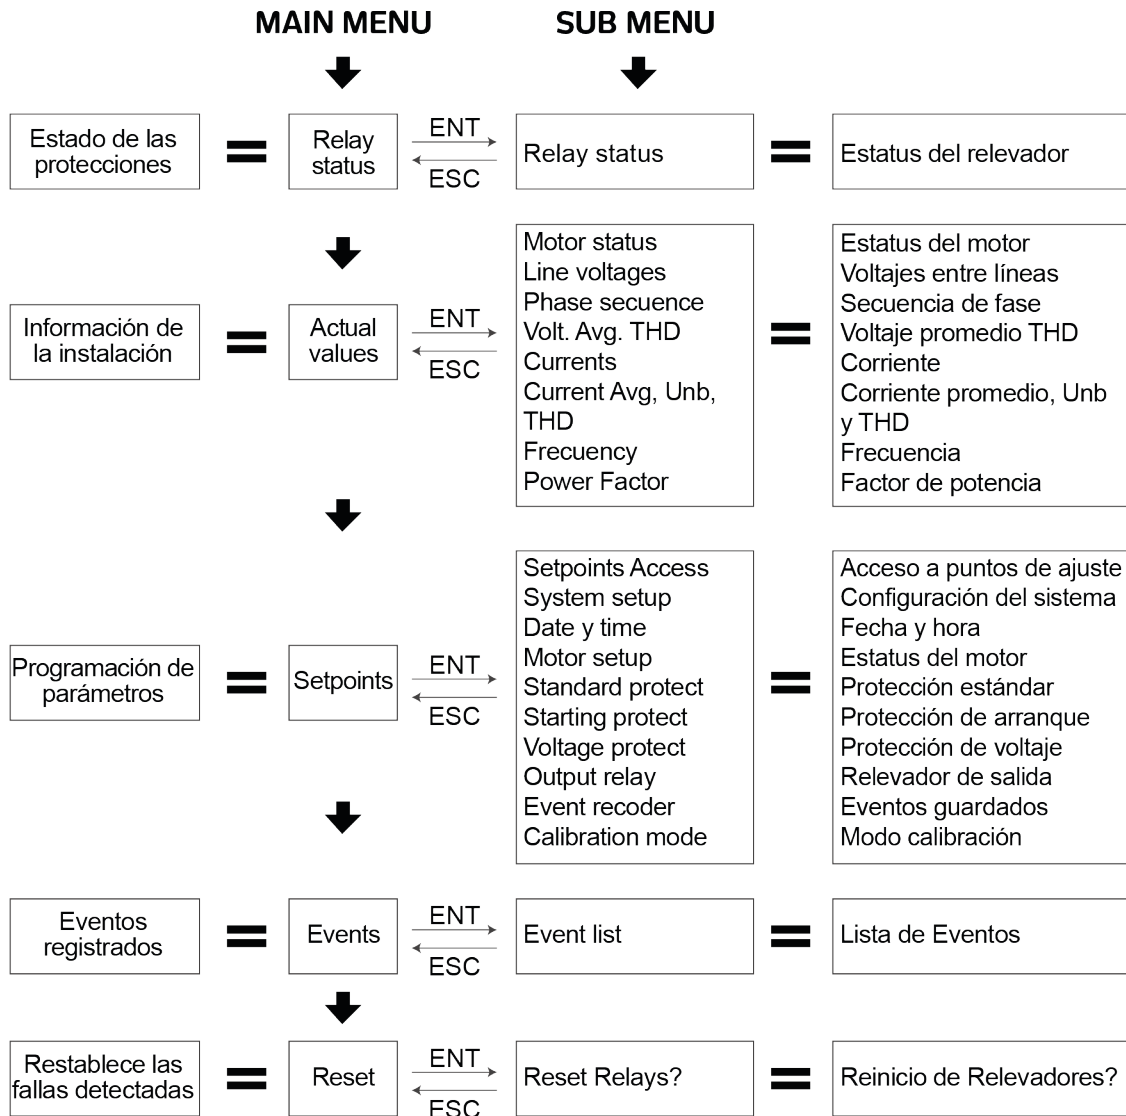 MAIN MENU
SUB MENU
Estado de las
protecciones
=
Relay
status
ENT
ESC
Relay status
=
Estatus del relevador
Información de
la instalación
=
Actual
values
ENT
ESC
Motor status
Line voltages
Phase secuence
Volt. Avg. THD
Currents
Current Avg, Unb,
THD
Frecuency
Power Factor
=
Estatus del motor
Voltajes entre líneas
Secuencia de fase
Voltaje promedio THD
Corriente
Corriente promedio, Unb
y THD
Frecuencia
Factor de potencia
Programación de
parámetros
=
Setpoints
ENT
ESC
Setpoints Access
System setup
Date y time
Motor setup
Standard protect
Starting protect
Voltage protect
Output relay
Event recoder
Calibration mode
=
Acceso a puntos de ajuste
Configuración del sistema
Fecha y hora
Estatus del motor
Protección estándar
Protección de arranque
Protección de voltaje
Relevador de salida
Eventos guardados
Modo calibración
Eventos
registrados
=
Events
ENT
ESC
Event list
=
Lista de Eventos
Restablece las
fallas detectadas
=
Reset
ENT
ESC
Reset Relays?
=
Reinicio de Relevadores?